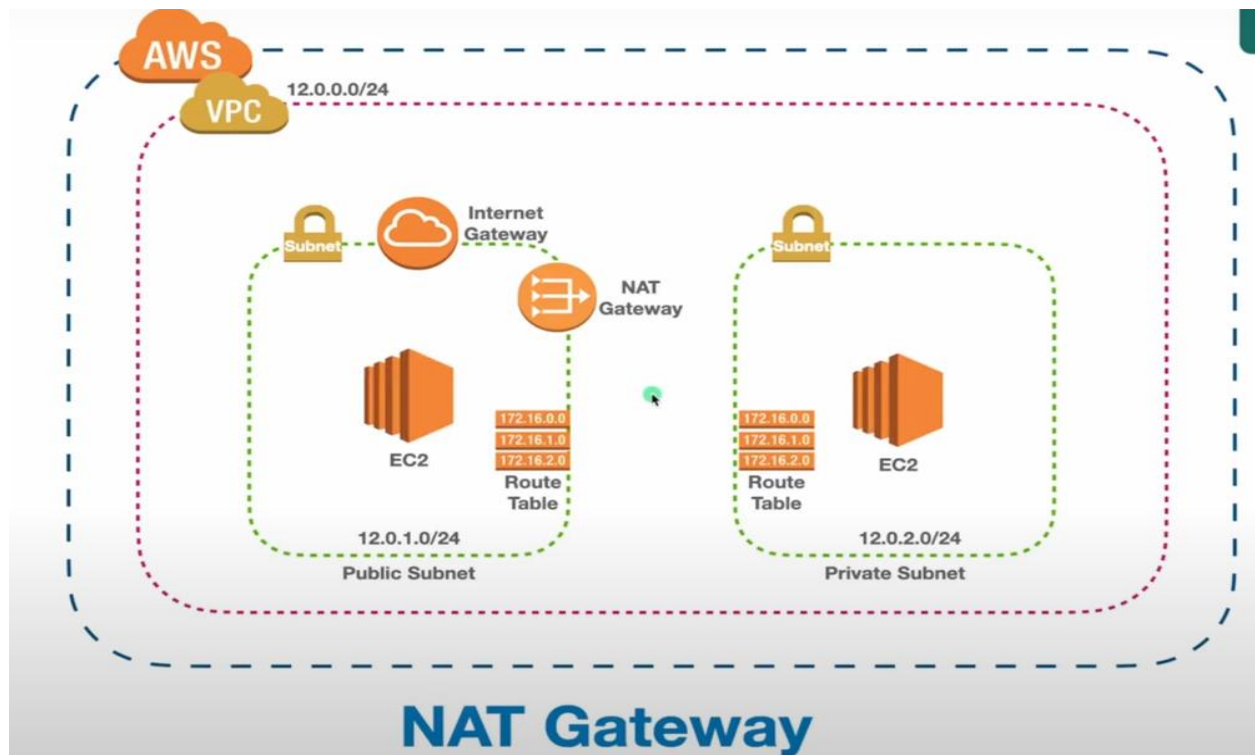 AWS
VPC
12.0.0.0/24
Subnet
Internet
Gateway
NAT
Gateway
EC2
172.16.0.0
172.16.1.0
172.16.2.0
Route
Table
12.0.1.0/24
Public Subnet
Subnet
172.16.0.0
172.16.1.0
172.16.2.0
Route
Table
EC2
12.0.2.0/24
Private Subnet
NAT Gateway